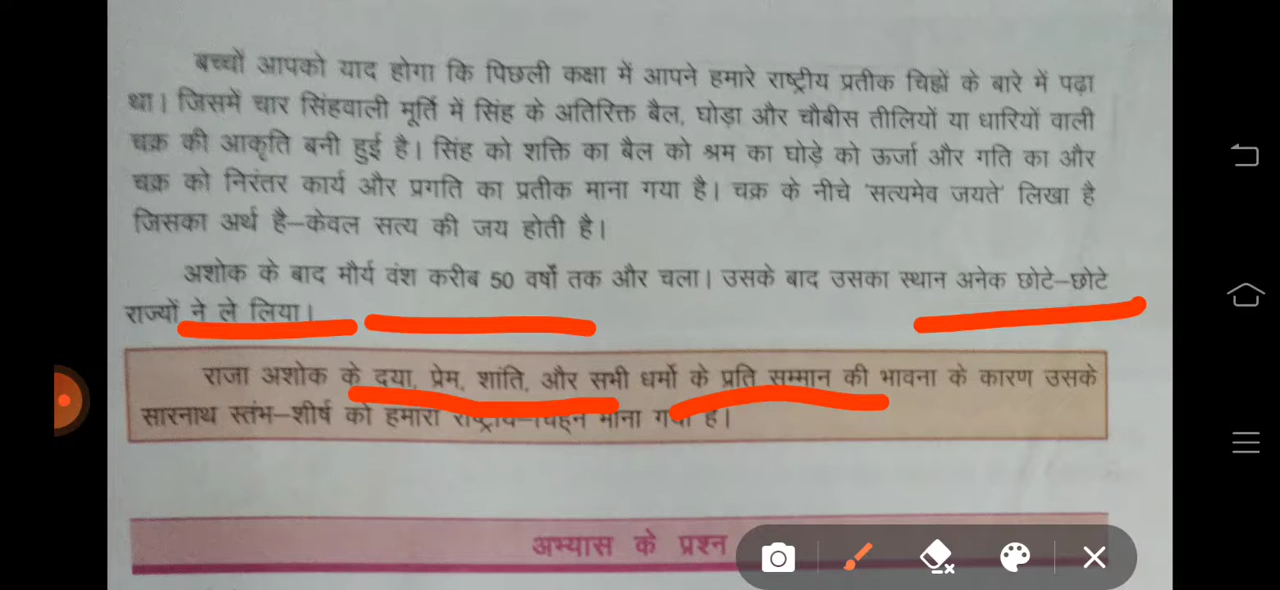 बच्चों आपको याद होगा कि पिछली कक्षा में आपने हमारे राष्ट्रीय प्रतीक चिह्नों के बारे में पढ़ा
था। जिसमें चार सिंहवाली मूर्ति में सिंह के अतिरिक्त बैल, घोड़ा और चौबीस तीलियों या धारियों वाली
चक्र की आकृति बनी हुई है। सिंह को शक्ति का बैल को श्रम का घोड़े को ऊर्जा और गति का और
चक्र को निरंतर कार्य और प्रगति का प्रतीक माना गया है। चक्र के नीचे 'सत्यमेव जयते' लिखा है
जिसका अर्थ है–केवल सत्य की जय होती है।
अशोक के बाद मौर्य वंश करीब 50 वर्षो तक और चला। उसके बाद उसका स्थान अनेक छोटे–छोटे
राज्यों ने ले लिया।
राजा अशोक के दया, प्रेम, शांति, और सभी धर्मो के प्रति सम्मान की भावना के कारण उसके
सारनाथ स्तंभ–शीर्ष को हमारा राष्ट्रीय–चिह्न माना गया है।
अभ्यास के प्रश्न